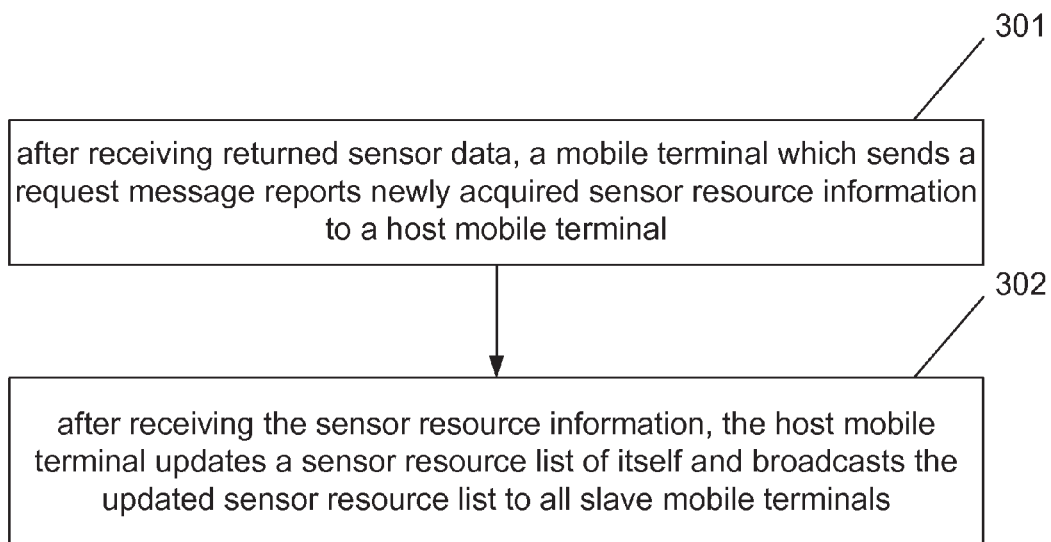 301
after receiving returned sensor data, a mobile terminal which sends a
request message reports newly acquired sensor resource information
to a host mobile terminal
302
after receiving the sensor resource information, the host mobile
terminal updates a sensor resource list of itself and broadcasts the
updated sensor resource list to all slave mobile terminals